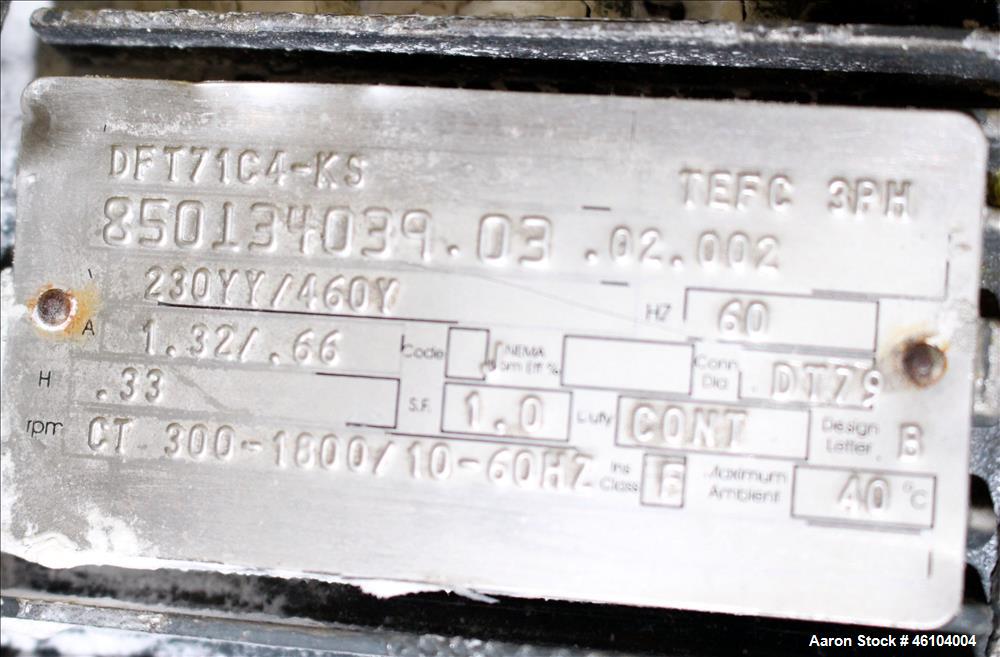 DFT71C4-KS TEFC 3PH
850134039.03 .02.002
230YY/460Y HZ 60
A 1.32/.66 Code NEMA Conn Dia DT79
H .33 S.F. 1.0 Duty CONT Design Letter B
rpm CT 300-1800/10-60HZ Ins Class F Maximum Ambient 40 °C
Aaron Stock # 46104004